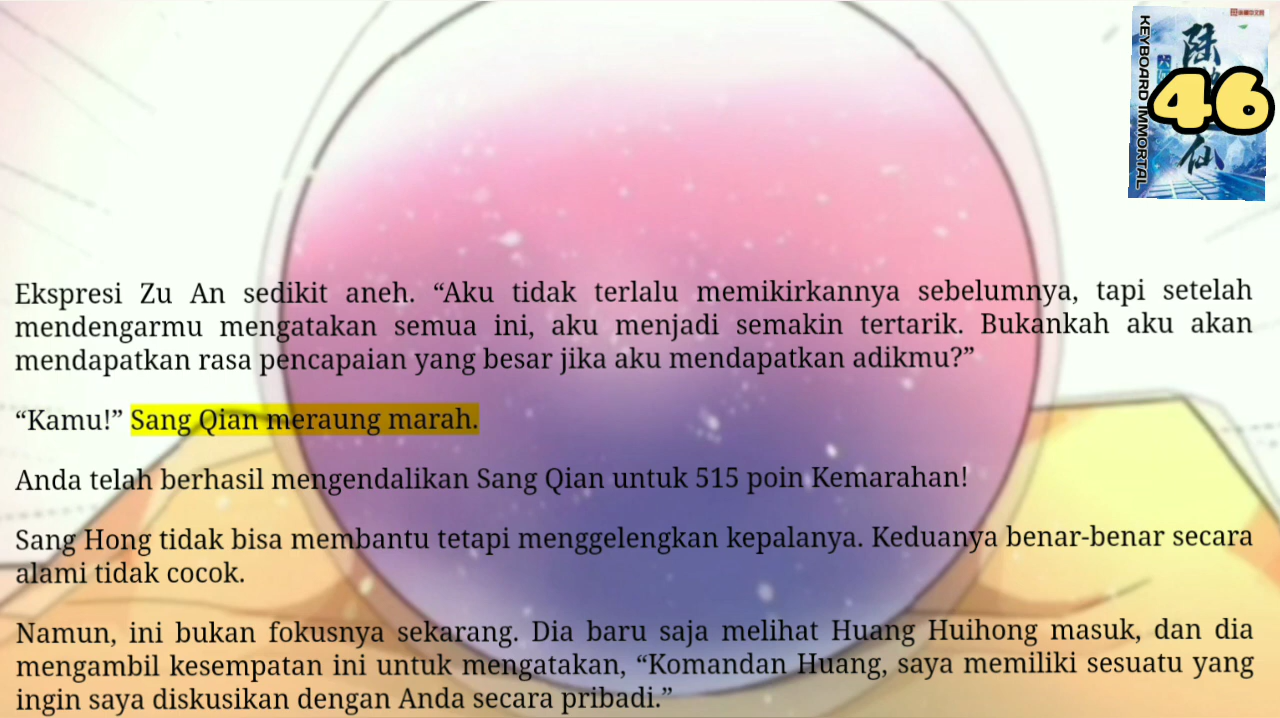 Ekspresi Zu An sedikit aneh. “Aku tidak terlalu memikirkannya sebelumnya, tapi setelah
mendengarmu mengatakan semua ini, aku menjadi semakin tertarik. Bukankah aku akan
mendapatkan rasa pencapaian yang besar jika aku mendapatkan adikmu?”
“Kamu!” Sang Qian meraung marah.
Anda telah berhasil mengendalikan Sang Qian untuk 515 poin Kemarahan!
Sang Hong tidak bisa membantu tetapi menggelengkan kepalanya. Keduanya benar-benar secara
alami tidak cocok.
Namun, ini bukan fokusnya sekarang. Dia baru saja melihat Huang Huihong masuk, dan dia
mengambil kesempatan ini untuk mengatakan, “Komandan Huang, saya memiliki sesuatu yang
ingin saya diskusikan dengan Anda secara pribadi.”
KEYBOARD IMMORTAL
陆
仙
46